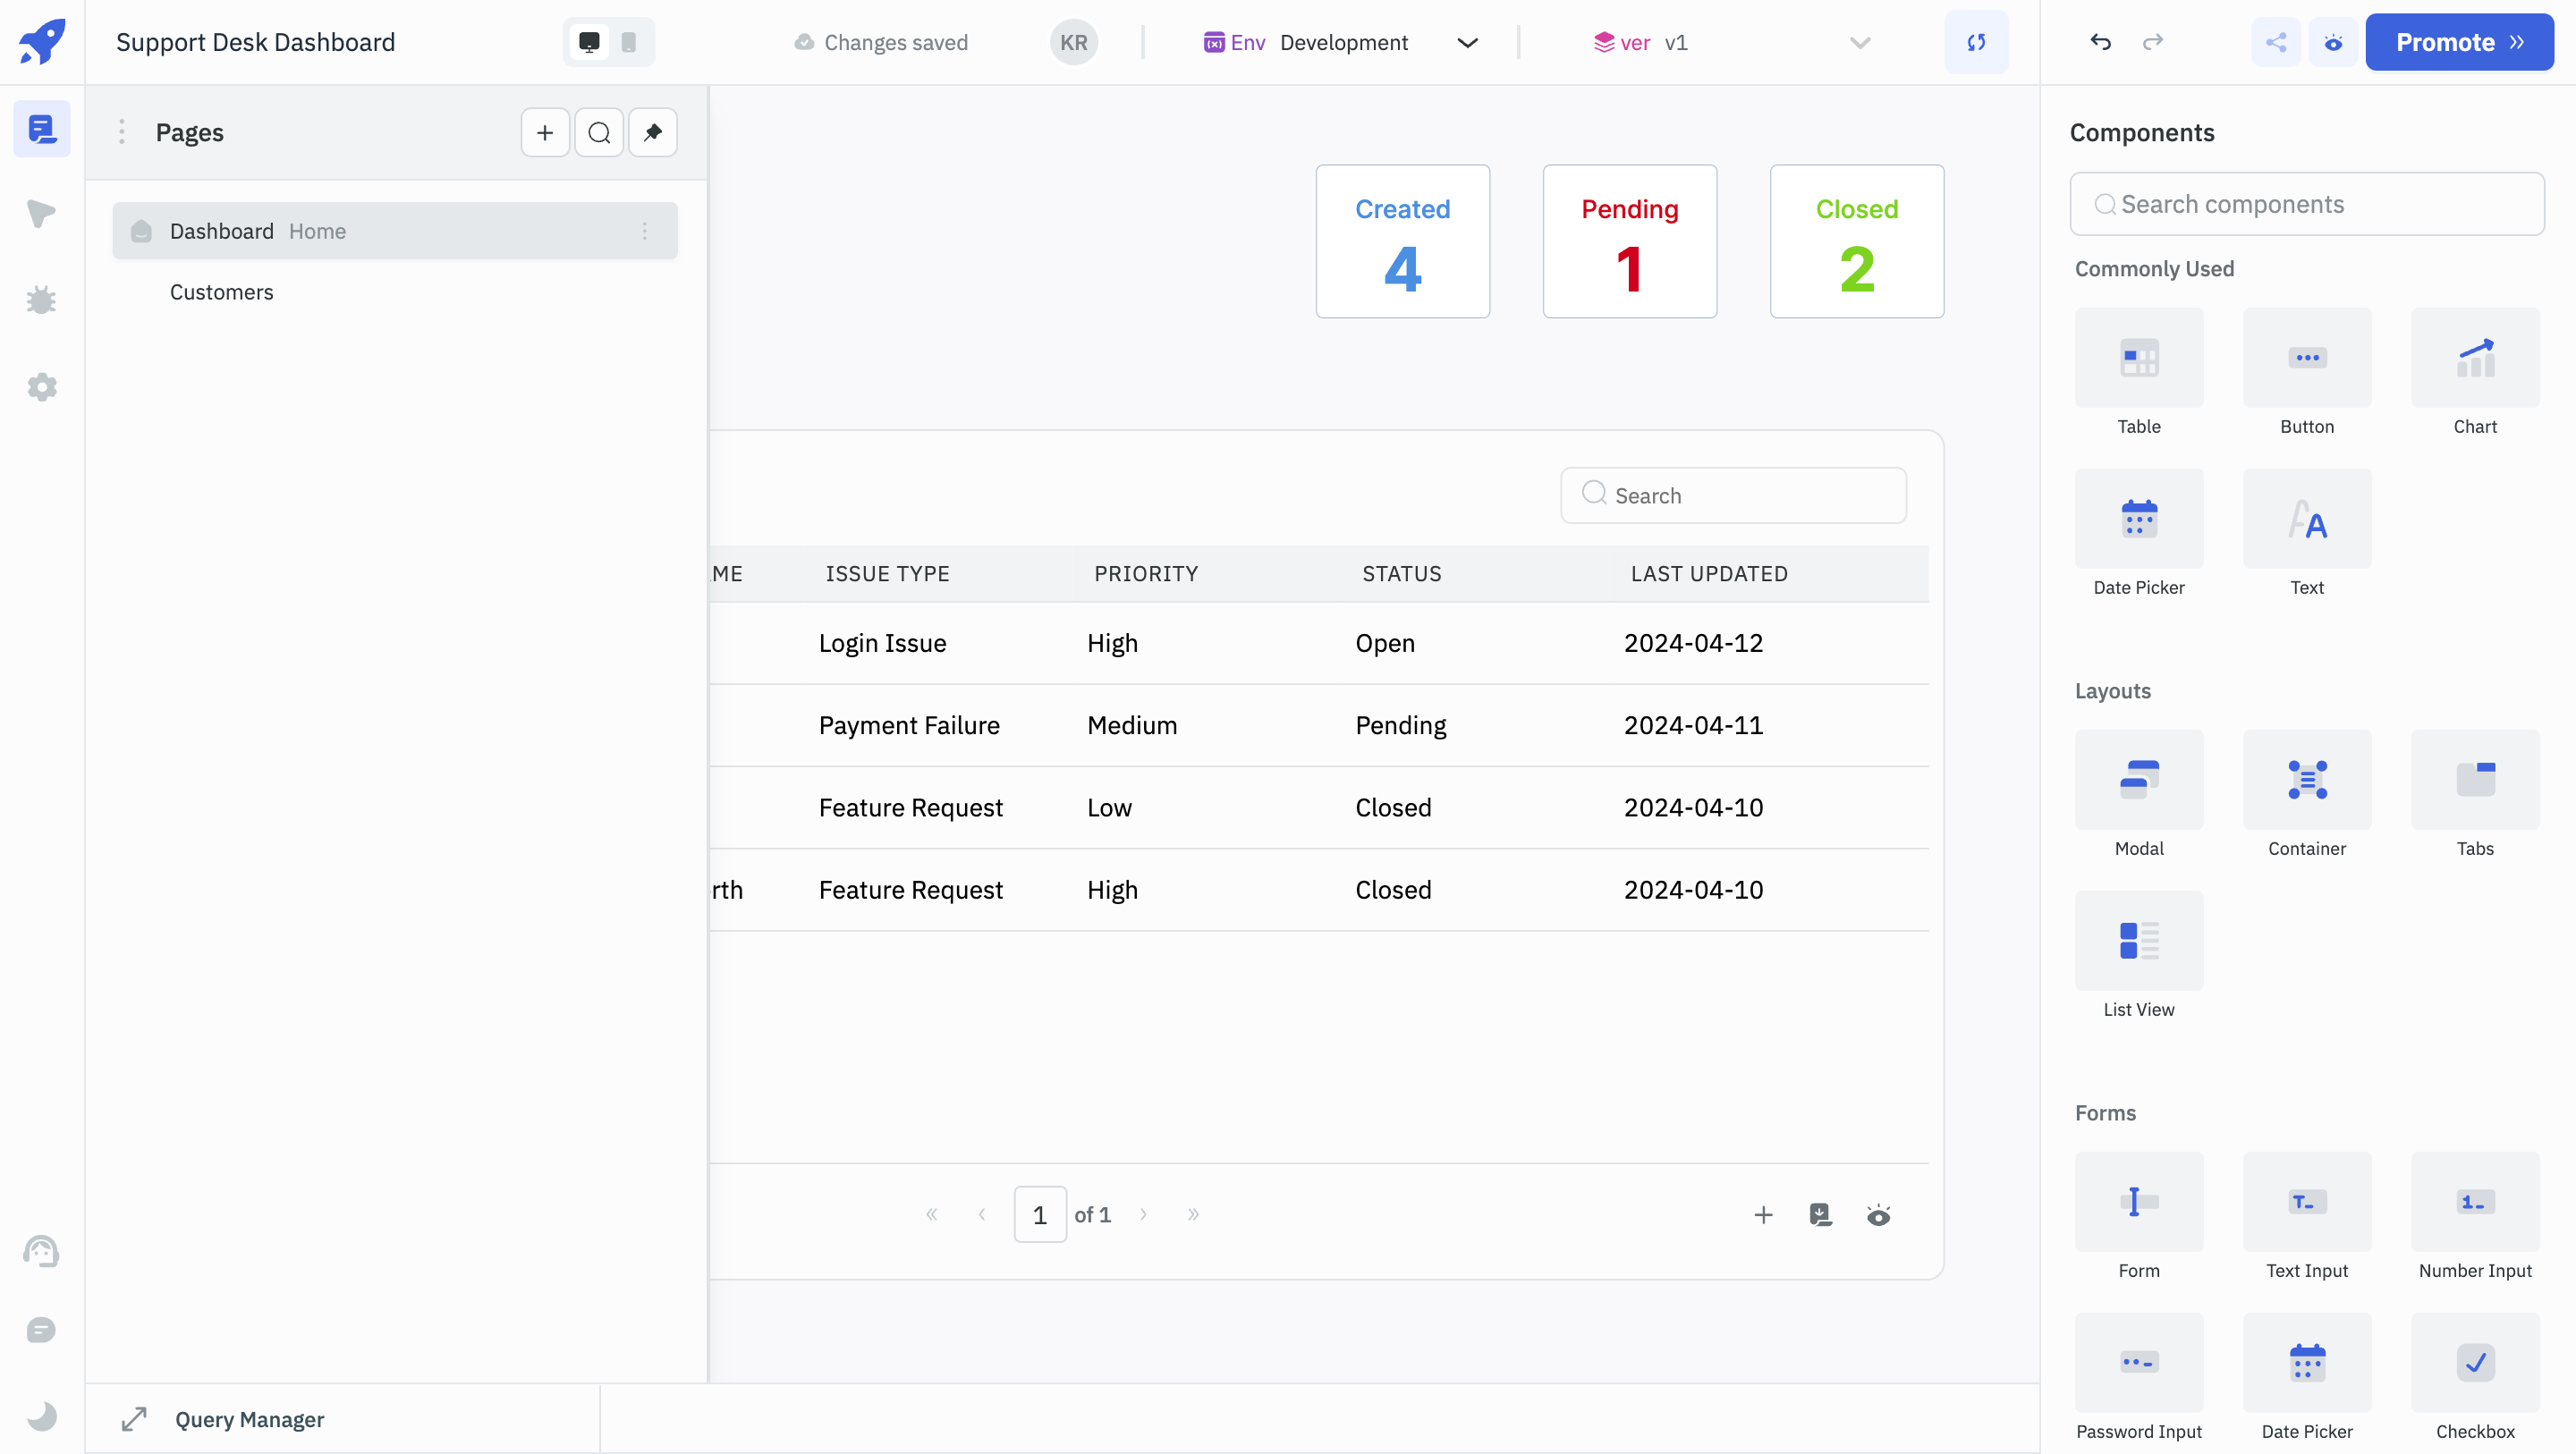 Support Desk Dashboard
Changes saved
KR
Env Development
ver v1
Promote
Pages
Dashboard Home
Customers
Created
4
Pending
1
Closed
2
Search
ME ISSUE TYPE PRIORITY STATUS LAST UPDATED
Login Issue High Open 2024-04-12
Payment Failure Medium Pending 2024-04-11
Feature Request Low Closed 2024-04-10
rth Feature Request High Closed 2024-04-10
1 of 1
Query Manager
Components
Search components
Commonly Used
Table Button Chart
Date Picker Text
Layouts
Modal Container Tabs
List View
Forms
Form Text Input Number Input
Password Input Date Picker Checkbox